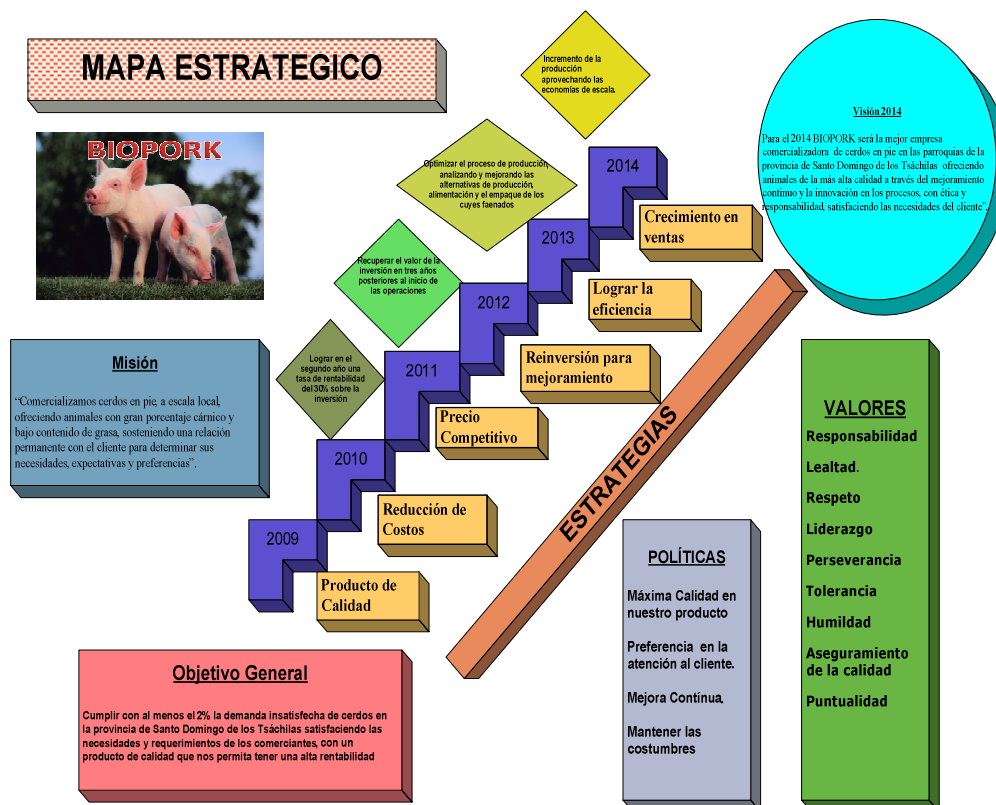 MAPA ESTRATEGICO
BIOPORK
Incremento de la
producción
aprovechando las
economías de escala.
Visión 2014
Para el 2014 BIOPORK será la mejor empresa
comercializadora de cerdos en pie en las parroquias de la
provincia de Santo Domingo de los Tsáchilas ofreciendo
animales de la más alta calidad a través del mejoramiento
continuo y la innovación en los procesos, con ética y
responsabilidad, satisfaciendo las necesidades del cliente”.
Optimizar el proceso de producción,
analizando y mejorando las
alternativas de producción,
alimentación y el empaque de los
cuyes faenados
Recuperar el valor de la
inversión en tres años
posteriores al inicio de
las operaciones
Lograr en el
segundo año una
tasa de rentabilidad
del 30% sobre la
inversión
2014
2013
2012
2011
2010
2009
Crecimiento en
ventas
Lograr la
eficiencia
Reinversión para
mejoramiento
Precio
Competitivo
Reducción de
Costos
Producto de
Calidad
ESTRATEGIAS
Misión
“Comercializamos cerdos en pie, a escala local,
ofreciendo animales con gran porcentaje cárnico y
bajo contenido de grasa, sosteniendo una relación
permanente con el cliente para determinar sus
necesidades, expectativas y preferencias”.
Objetivo General
Cumplir con al menos el 2% la demanda insatisfecha de cerdos en
la provincia de Santo Domingo de los Tsáchilas satisfaciendo las
necesidades y requerimientos de los comerciantes, con un
producto de calidad que nos permita tener una alta rentabilidad
POLÍTICAS
Máxima Calidad en
nuestro producto
Preferencia en la
atención al cliente.
Mejora Contínua.
Mantener las
costumbres
VALORES
Responsabilidad
Lealtad.
Respeto
Liderazgo
Perseverancia
Tolerancia
Humildad
Aseguramiento
de la calidad
Puntualidad